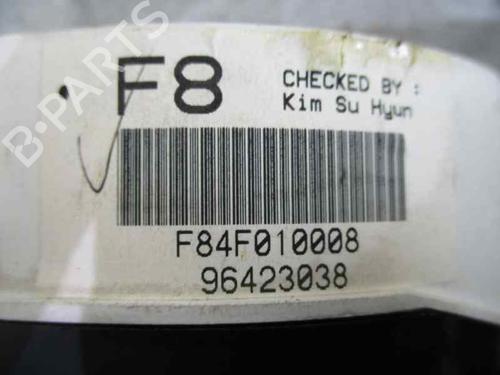 F8
CHECKED BY :
Kim Su Hyun
F84F010008
96423038
B-PARTS